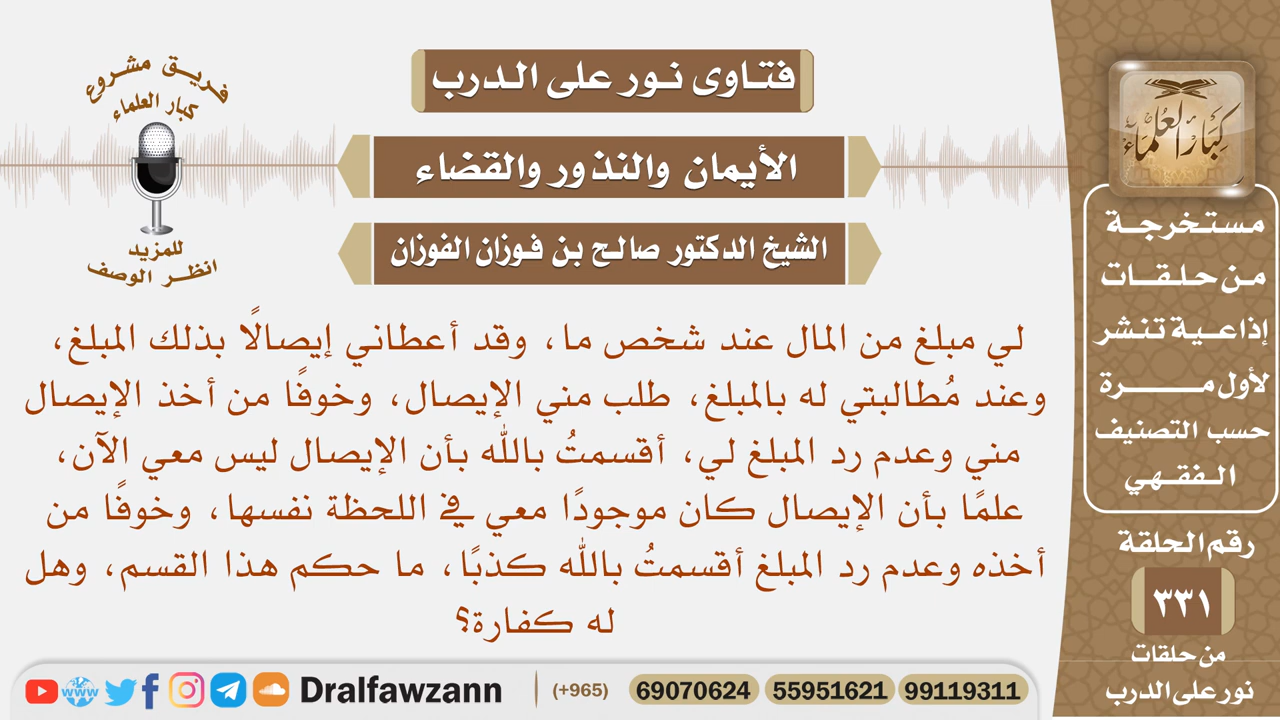 فتاوى نور على الدرب
الأيمان والنذور والقضاء
الشيخ الدكتور صالح بن فوزان الفوزان
لي مبلغ من المال عند شخص ما، وقد أعطاني إيصالًا بذلك المبلغ،
وعند مُطالبتي له بالمبلغ، طلب مني الإيصال، وخوفًا من أخذ الإيصال
مني وعدم رد المبلغ لي، أقسمتُ بالله بأن الإيصال ليس معي الآن،
علمًا بأن الإيصال كان موجودًا معي في اللحظة نفسها، وخوفًا من
أخذه وعدم رد المبلغ أقسمتُ بالله كذبًا، ما حكم هذا القسم، وهل
له كفارة؟
كبار العلماء
مستخرجة
من حلقات
إذاعية تنشر
لأول مرة
حسب التصنيف
الفقهي
رقم الحلقة
٣٣١
من حلقات
نور على الدرب
فريق مشروع
كبار العلماء
للمزيد
انظر الوصف
www
Dralfawzann
(+965)
69070624
55951621
99119311